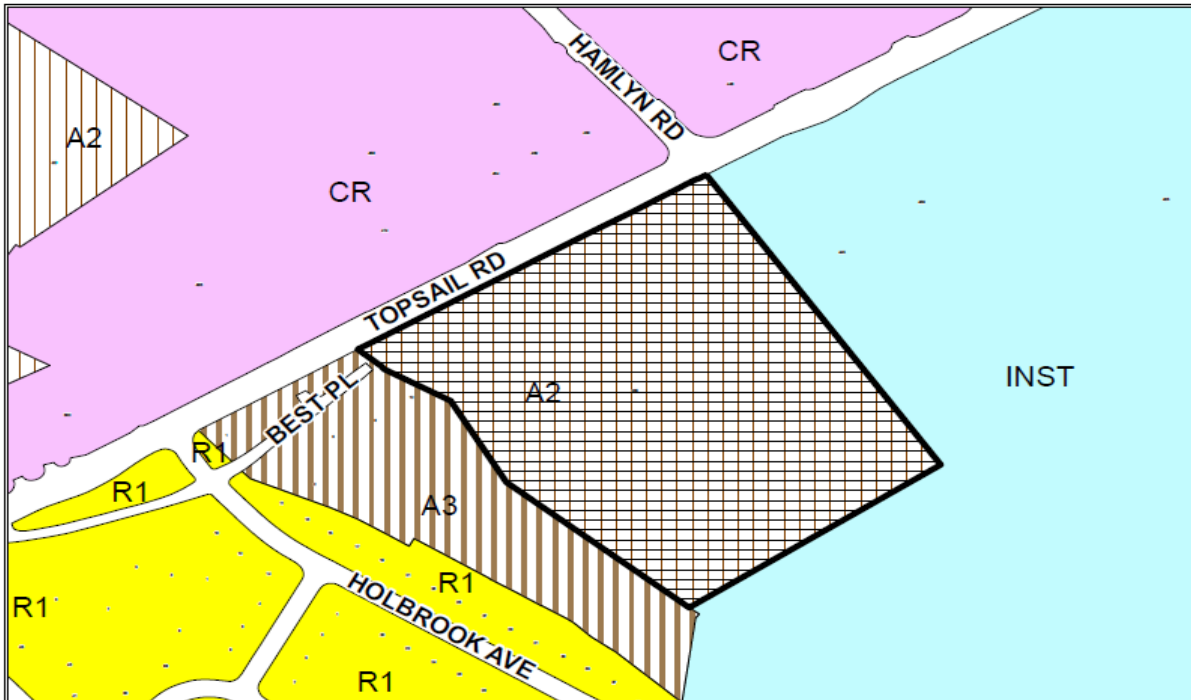 CR
HAMLYN RD
A2
CR
TOPSAIL RD
INST
A2
BEST PL
R1
R1
A3
R1
HOLBROOK AVE
R1
R1